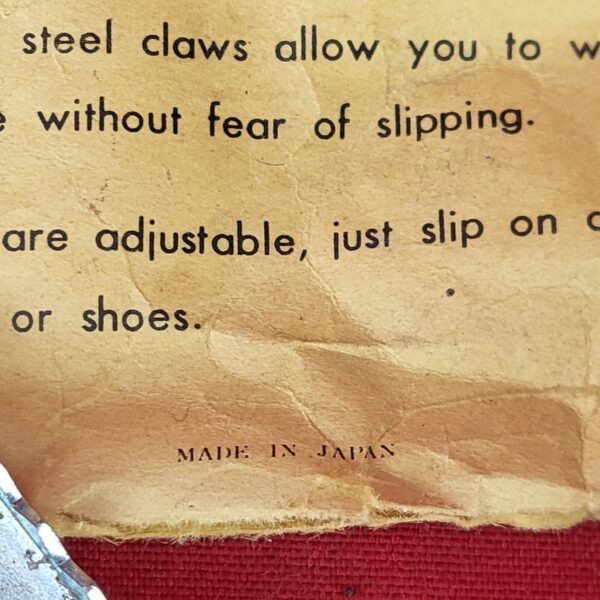 steel claws allow you to
without fear of slipping.
are adjustable, just slip on
or shoes.
MADE IN JAPAN